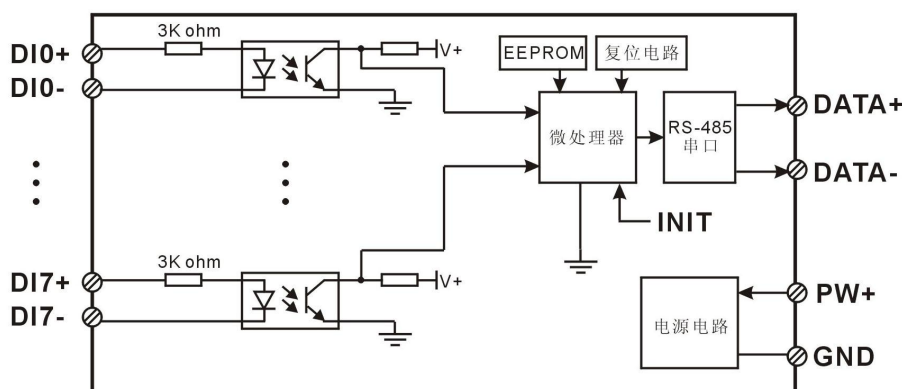 DI0+
3K ohm
V+
DI0-
EEPROM
复位电路
微处理器
RS-485
串口
DATA+
DATA-
INIT
DI7+
3K ohm
V+
DI7-
电源电路
PW+
GND